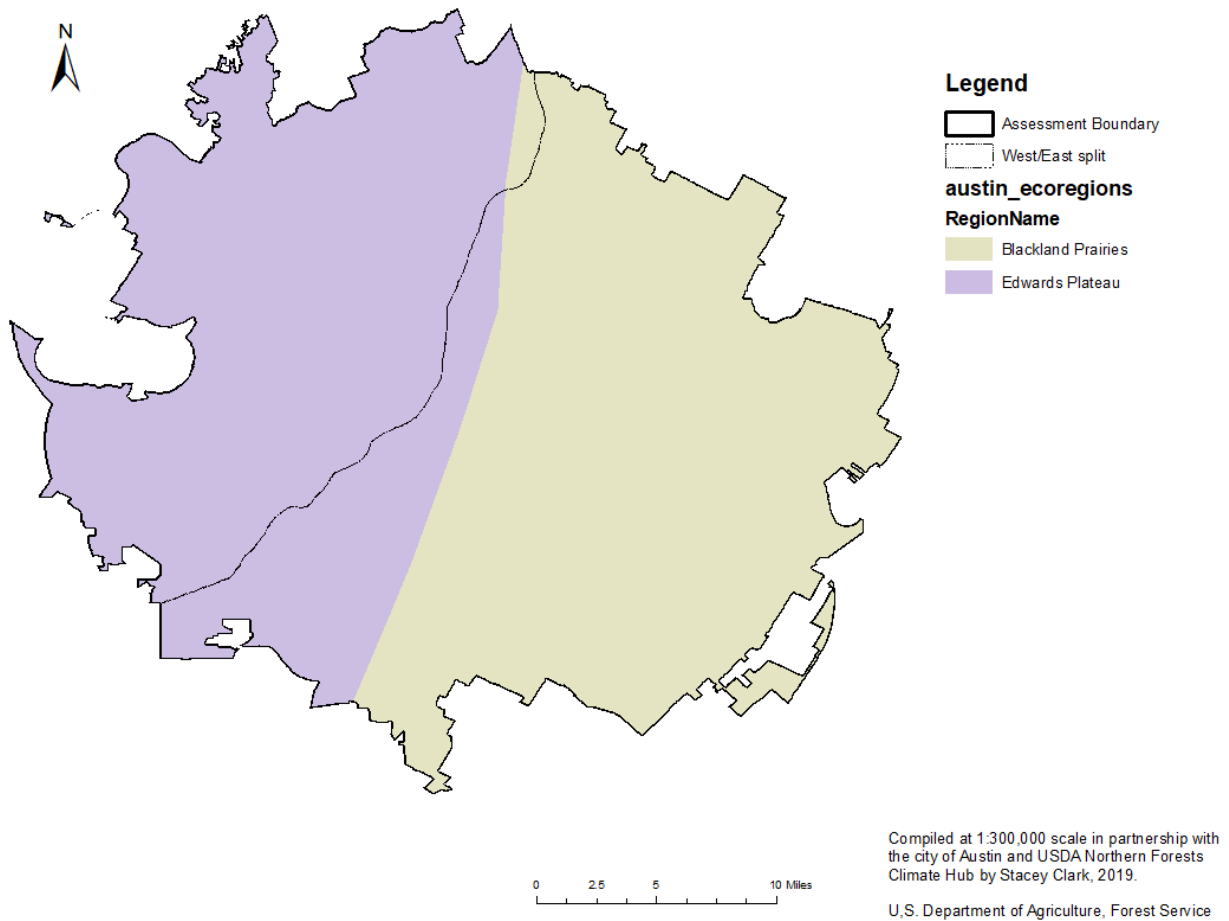 N
Legend
Assessment Boundary
West/East split
austin_ecoregions
RegionName
Blackland Prairies
Edwards Plateau
0 2.5 5 10 Miles
Compiled at 1:300,000 scale in partnership with
the city of Austin and USDA Northern Forests
Climate Hub by Stacey Clark, 2019.
U,S. Department of Agriculture, Forest Service